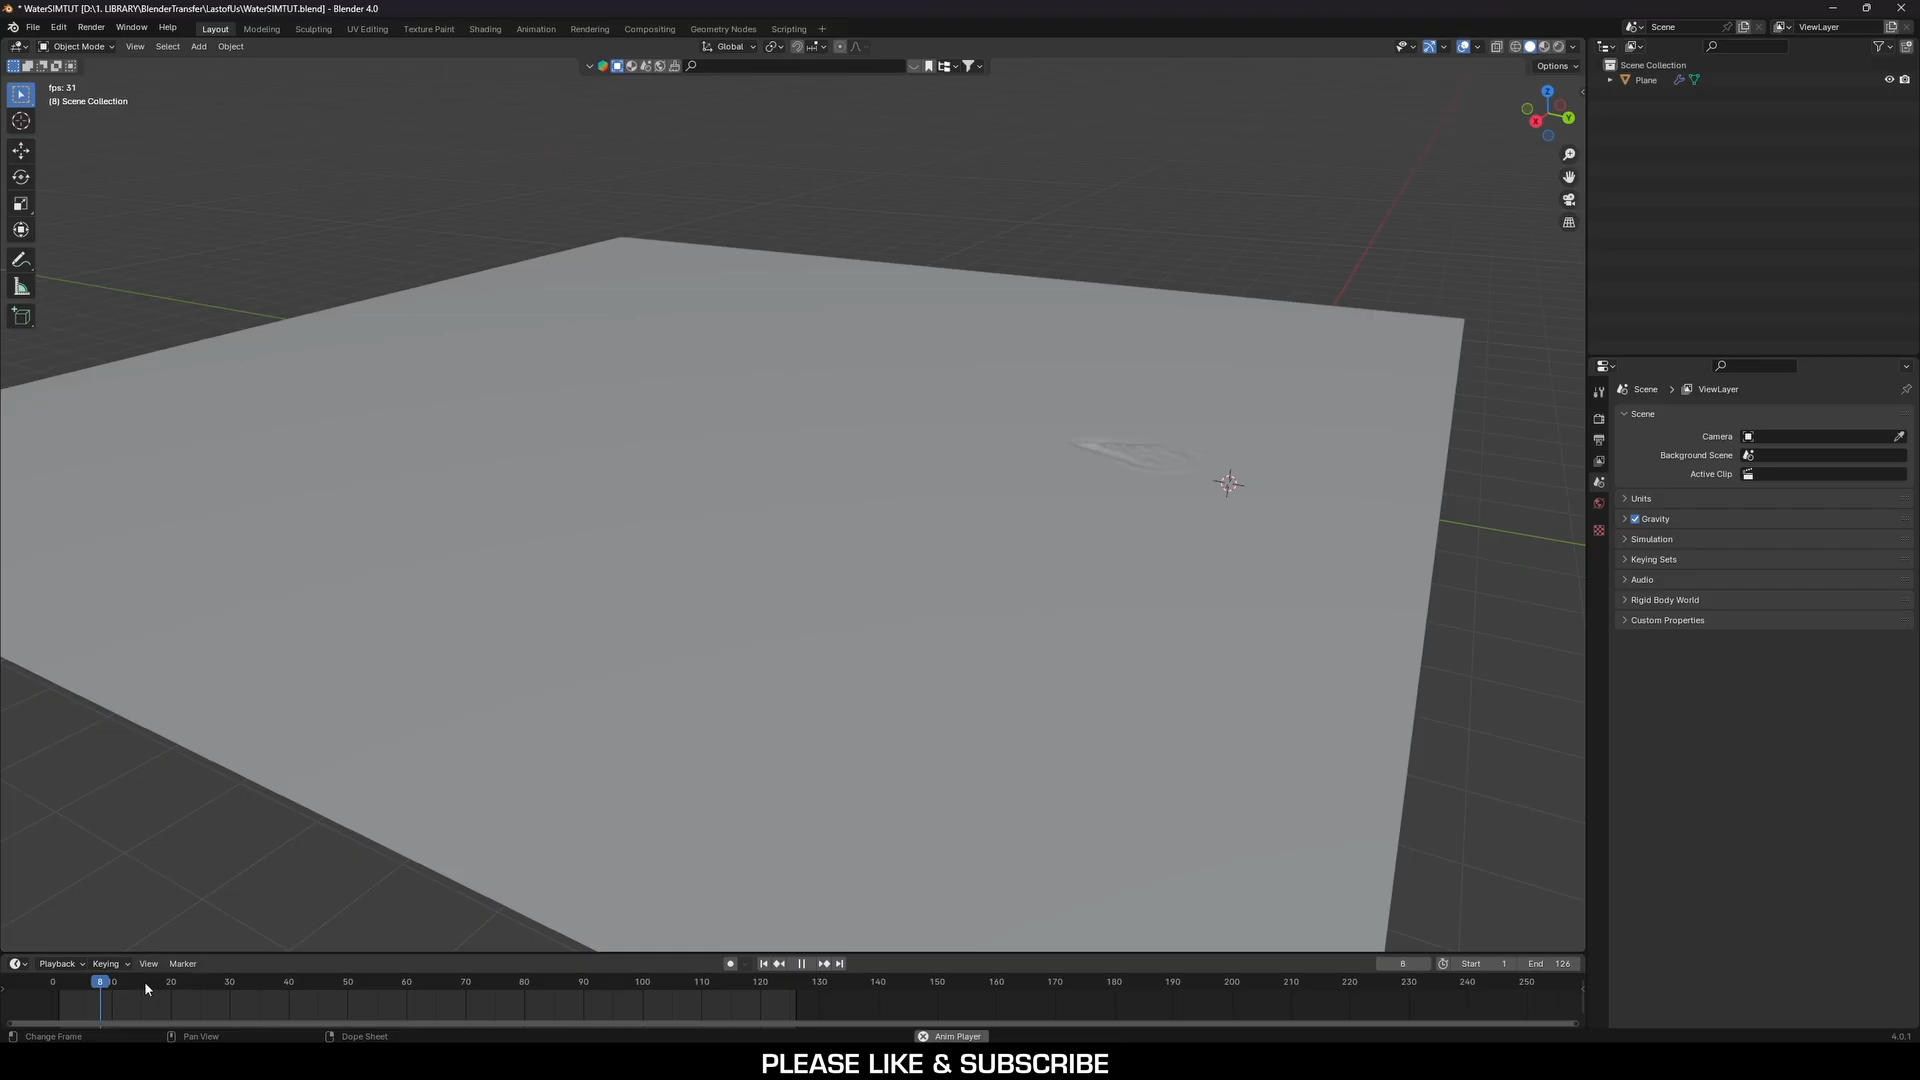 * WaterSIMTUT [D:\1. LIBRARY\BlenderTransfer\LastofUs\WaterSIMTUT.blend] - Blender 4.0
File Edit Render Window Help Layout Modeling Sculpting UV Editing Texture Paint Shading Animation Rendering Compositing Geometry Nodes Scripting + Scene ViewLayer
Object Mode View Select Add Object Global
Options
fps: 31
(8) Scene Collection
Z
Y
X
Scene Collection
Plane
Scene > ViewLayer
Scene
Camera
Background Scene
Active Clip
Units
Gravity
Simulation
Keying Sets
Audio
Rigid Body World
Custom Properties
Playback Keying View Marker 8 Start 1 End 126
0 8 0 20 30 40 50 60 70 80 90 100 110 120 130 140 150 160 170 180 190 200 210 220 230 240 250
Change Frame Pan View Dope Sheet Anim Player 4.0.1
PLEASE LIKE & SUBSCRIBE